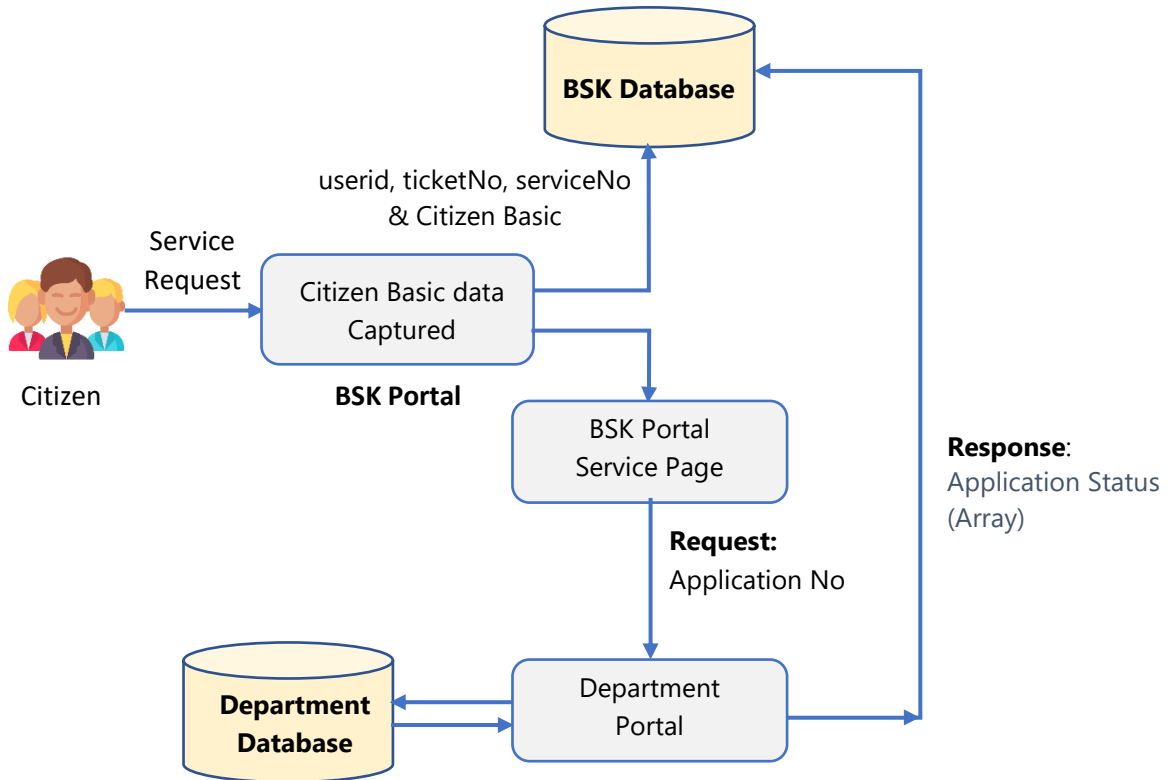 BSK Database
userid, ticketNo, serviceNo
& Citizen Basic
Service
Request
Citizen Basic data
Captured
Citizen
BSK Portal
BSK Portal
Service Page
Response:
Application Status
(Array)
Request:
Application No
Department
Database
Department
Portal